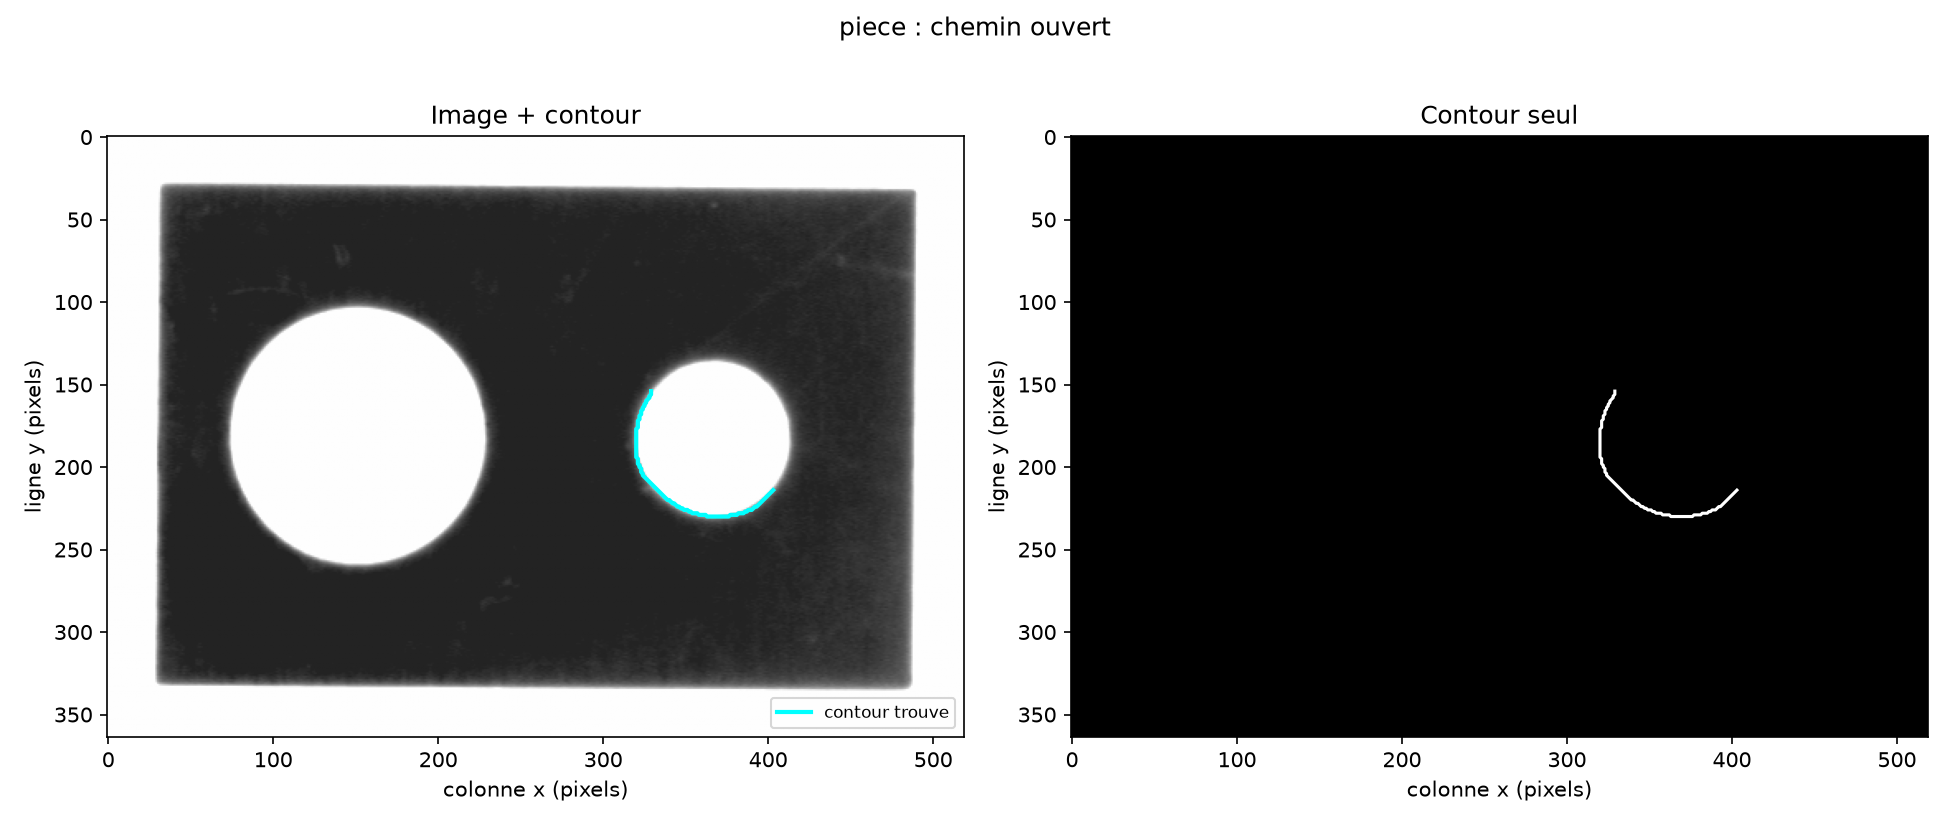 piece : chemin ouvert
Image + contour
0
50
100
150
200
250
300
350
ligne y (pixels)
0 100 200 300 400 500
colonne x (pixels)
contour trouve
Contour seul
0
50
100
150
200
250
300
350
ligne y (pixels)
0 100 200 300 400 500
colonne x (pixels)